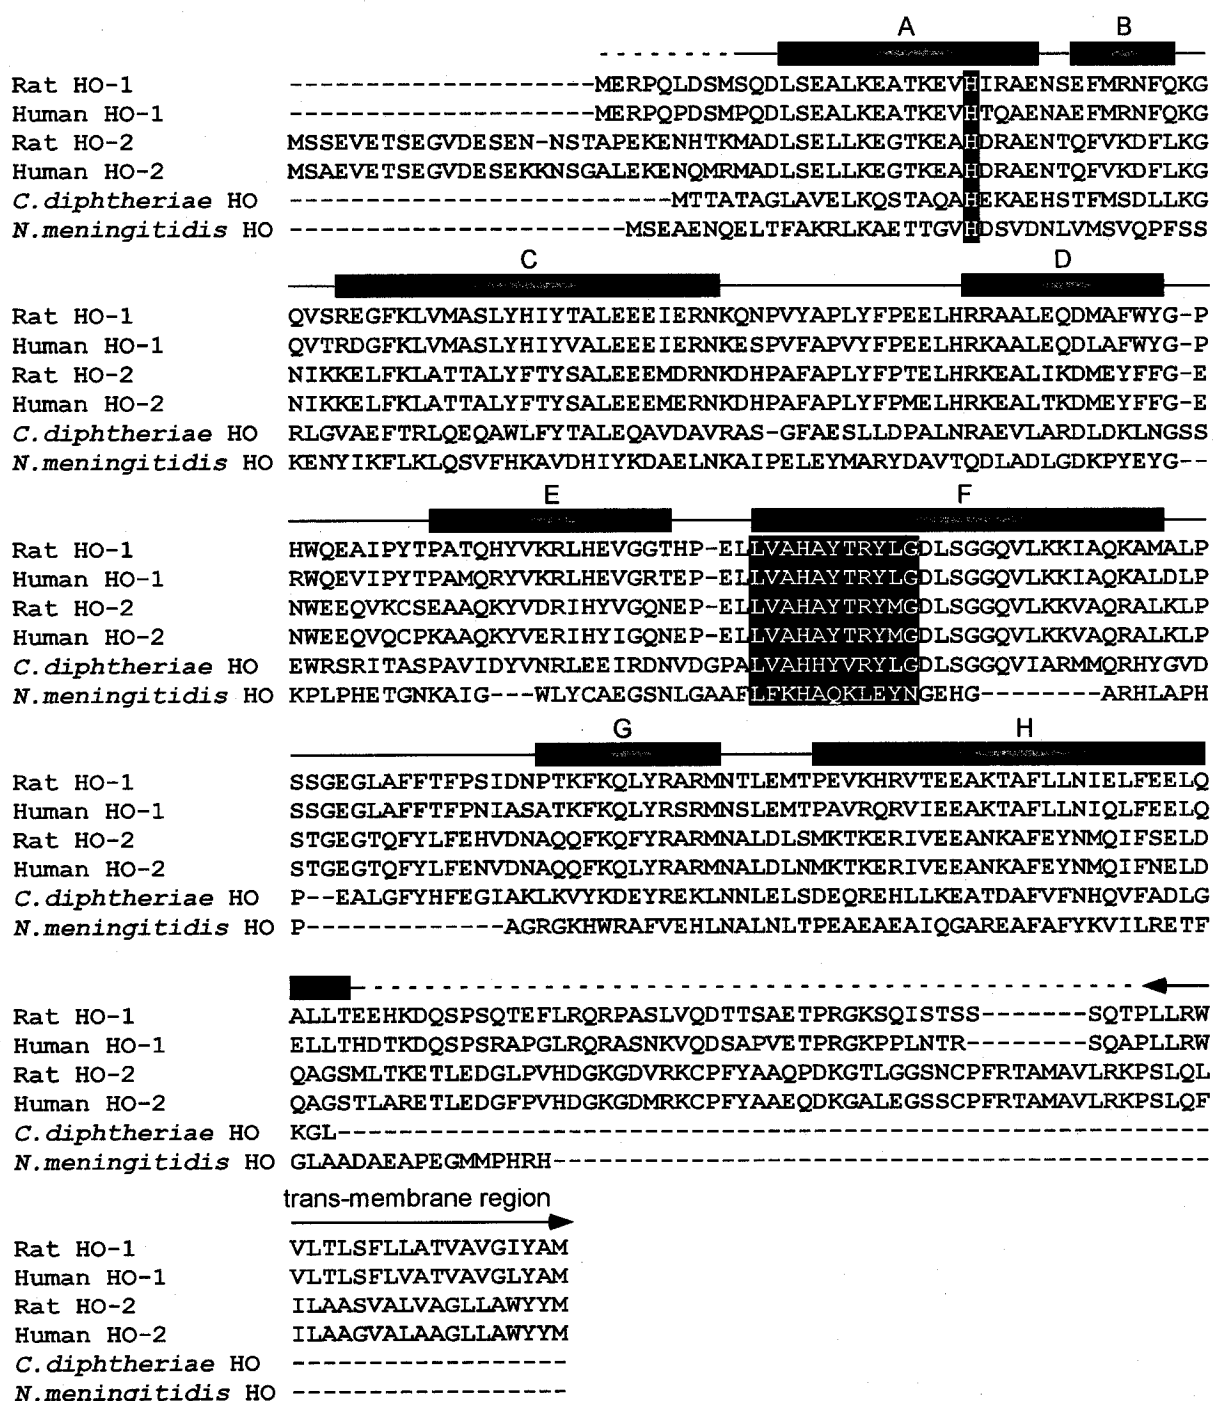 A B
Rat HO-1 ------------------MERPQLDSMSQDLSEALKEATKEVHIRAENSEFMRNFQKG
Human HO-1 ------------------MERPQPDSMPQDLSEALKEATKEVHTQAENAEFMRNFQKG
Rat HO-2 MSSEVETSEGVDESEN-NSTAPEKENHTKMADLSELLKEGTKEAHDRAENTQFVKDFLKG
Human HO-2 MSAEVETSEGVDESEKKNSGALEKENQMRMADLSELLKEGTKEAHDRAENTQFVKDFLKG
C.diphtheriae HO -----------------------MTTATAGLAVELKQSTAQAHEKAEHSTFMSDLLKG
N.meningitidis HO --------------------MSEAENQELTFAKRLKAETTGVHDSVDNLVMSVQPFSS
C D
Rat HO-1 QVSREGFKLVMASLYHIYTALEEEIERNKQNPVYAPLYFPEELHRRAALEQDMAFWYG-P
Human HO-1 QVTRDGFKLVMASLYHIYVALEEEIERNKESPVFAPVYFPEELHRKAALEQDLAFWYG-P
Rat HO-2 NIKKELFKLATTALYFTYSALEEEMDRNKDHPAFAPLYFPTELHRKEALIKDMEYFFG-E
Human HO-2 NIKKELFKLATTALYFTYSALEEEMERNKDHPAFAPLYFPMELHRKEALTKDMEYFFG-E
C.diphtheriae HO RLGVAEFTRLQEQAWLFYTALEQAVDAVRAS-GFAESLLDPALNRAEVLARDLDKLNGSS
N.meningitidis HO KENYIKFLKLQSVFHKAVDHIYKDAELNKAIPELEYMARYDAVTQDLADLGDKPYEYG--
E F
Rat HO-1 HWQEAIPYTPATQHYVKRLHEVGGTHP-ELLVAHAYTRYLGDLSGGQVLKKIAQKAMALP
Human HO-1 RWQEVIPYTPAMQRYVKRLHEVGRTEP-ELLVAHAYTRYLGDLSGGQVLKKIAQKALDLP
Rat HO-2 NWEEQVKCSEAAQKYVDRIHYVGQNEP-ELLVAHAYTRYMGDLSGGQVLKKVAQRALKLP
Human HO-2 NWEEQVQCPKAAQKYVERIHYIGQNEP-ELLVAHAYTRYMGDLSGGQVLKKVAQRALKLP
C.diphtheriae HO EWRSRITASPAVIDYVNRLEEIRDNVDGPALVAHHYVRYLGDLSGGQVIARMMQRHYGVD
N.meningitidis HO KPLPHETGNKAIG---WLYCAEGSNLGAAFLFKHAQKLEYNGEHG--------ARHLAPH
G H
Rat HO-1 SSGEGLAFFTFPSIDNPTKFKQLYRARMNTLEMTPEVKHRVTEEAKTAFLLNIELFEELQ
Human HO-1 SSGEGLAFFTFPNIASATKFKQLYRSRMNSLEMTPAVRQRVIEEAKTAFLLNIQLFEELQ
Rat HO-2 STGEGTQFYLFEHVDNAQQFKQFYRARMNALDLSMKTKERIVEEANKAFEYNMQIFSELD
Human HO-2 STGEGTQFYLFENVDNAQQFKQLYRARMNALDLNMKTKERIVEEANKAFEYNMQIFNELD
C.diphtheriae HO P--EALGFYHFEGIAKLKVYKDEYREKLNNLELSDEQREHLLKEATDAFVFNHQVFADLG
N.meningitidis HO P-------------AGRGKHWRAFVEHLNALNLTPEAEAEAIQGAREAFAFYKVILRETF
Rat HO-1 ALLTEEHKDQSPSQTEFLRQRPASLVQDTTSAETPRGKSQISTSS-------SQTPLLRW
Human HO-1 ELLTHDTKDQSPSRAPGLRQRASNKVQDSAPVETPRGKPPLNTR--------SQAPLLRW
Rat HO-2 QAGSMLTKETLEDGLPVHDGKGDVRKCPFYAAQPDKGTLGGSNCPFRTAMAVLRKPSLQL
Human HO-2 QAGSTLARETLEDGFPVHDGKGDMRKCPFYAAEQDKGALEGSSCPFRTAMAVLRKPSLQF
C.diphtheriae HO KGL---------------------------------------------------------
N.meningitidis HO GLAADAEAPEGMMPHRH-------------------------------------------
trans-membrane region
Rat HO-1 VLTLSFLLATVAVGIYAM
Human HO-1 VLTLSFLVATVAVGLYAM
Rat HO-2 ILAASVALVAGLLAWYYM
Human HO-2 ILAAGVALAAGLLAWYYM
C.diphtheriae HO ------------------
N.meningitidis HO ------------------